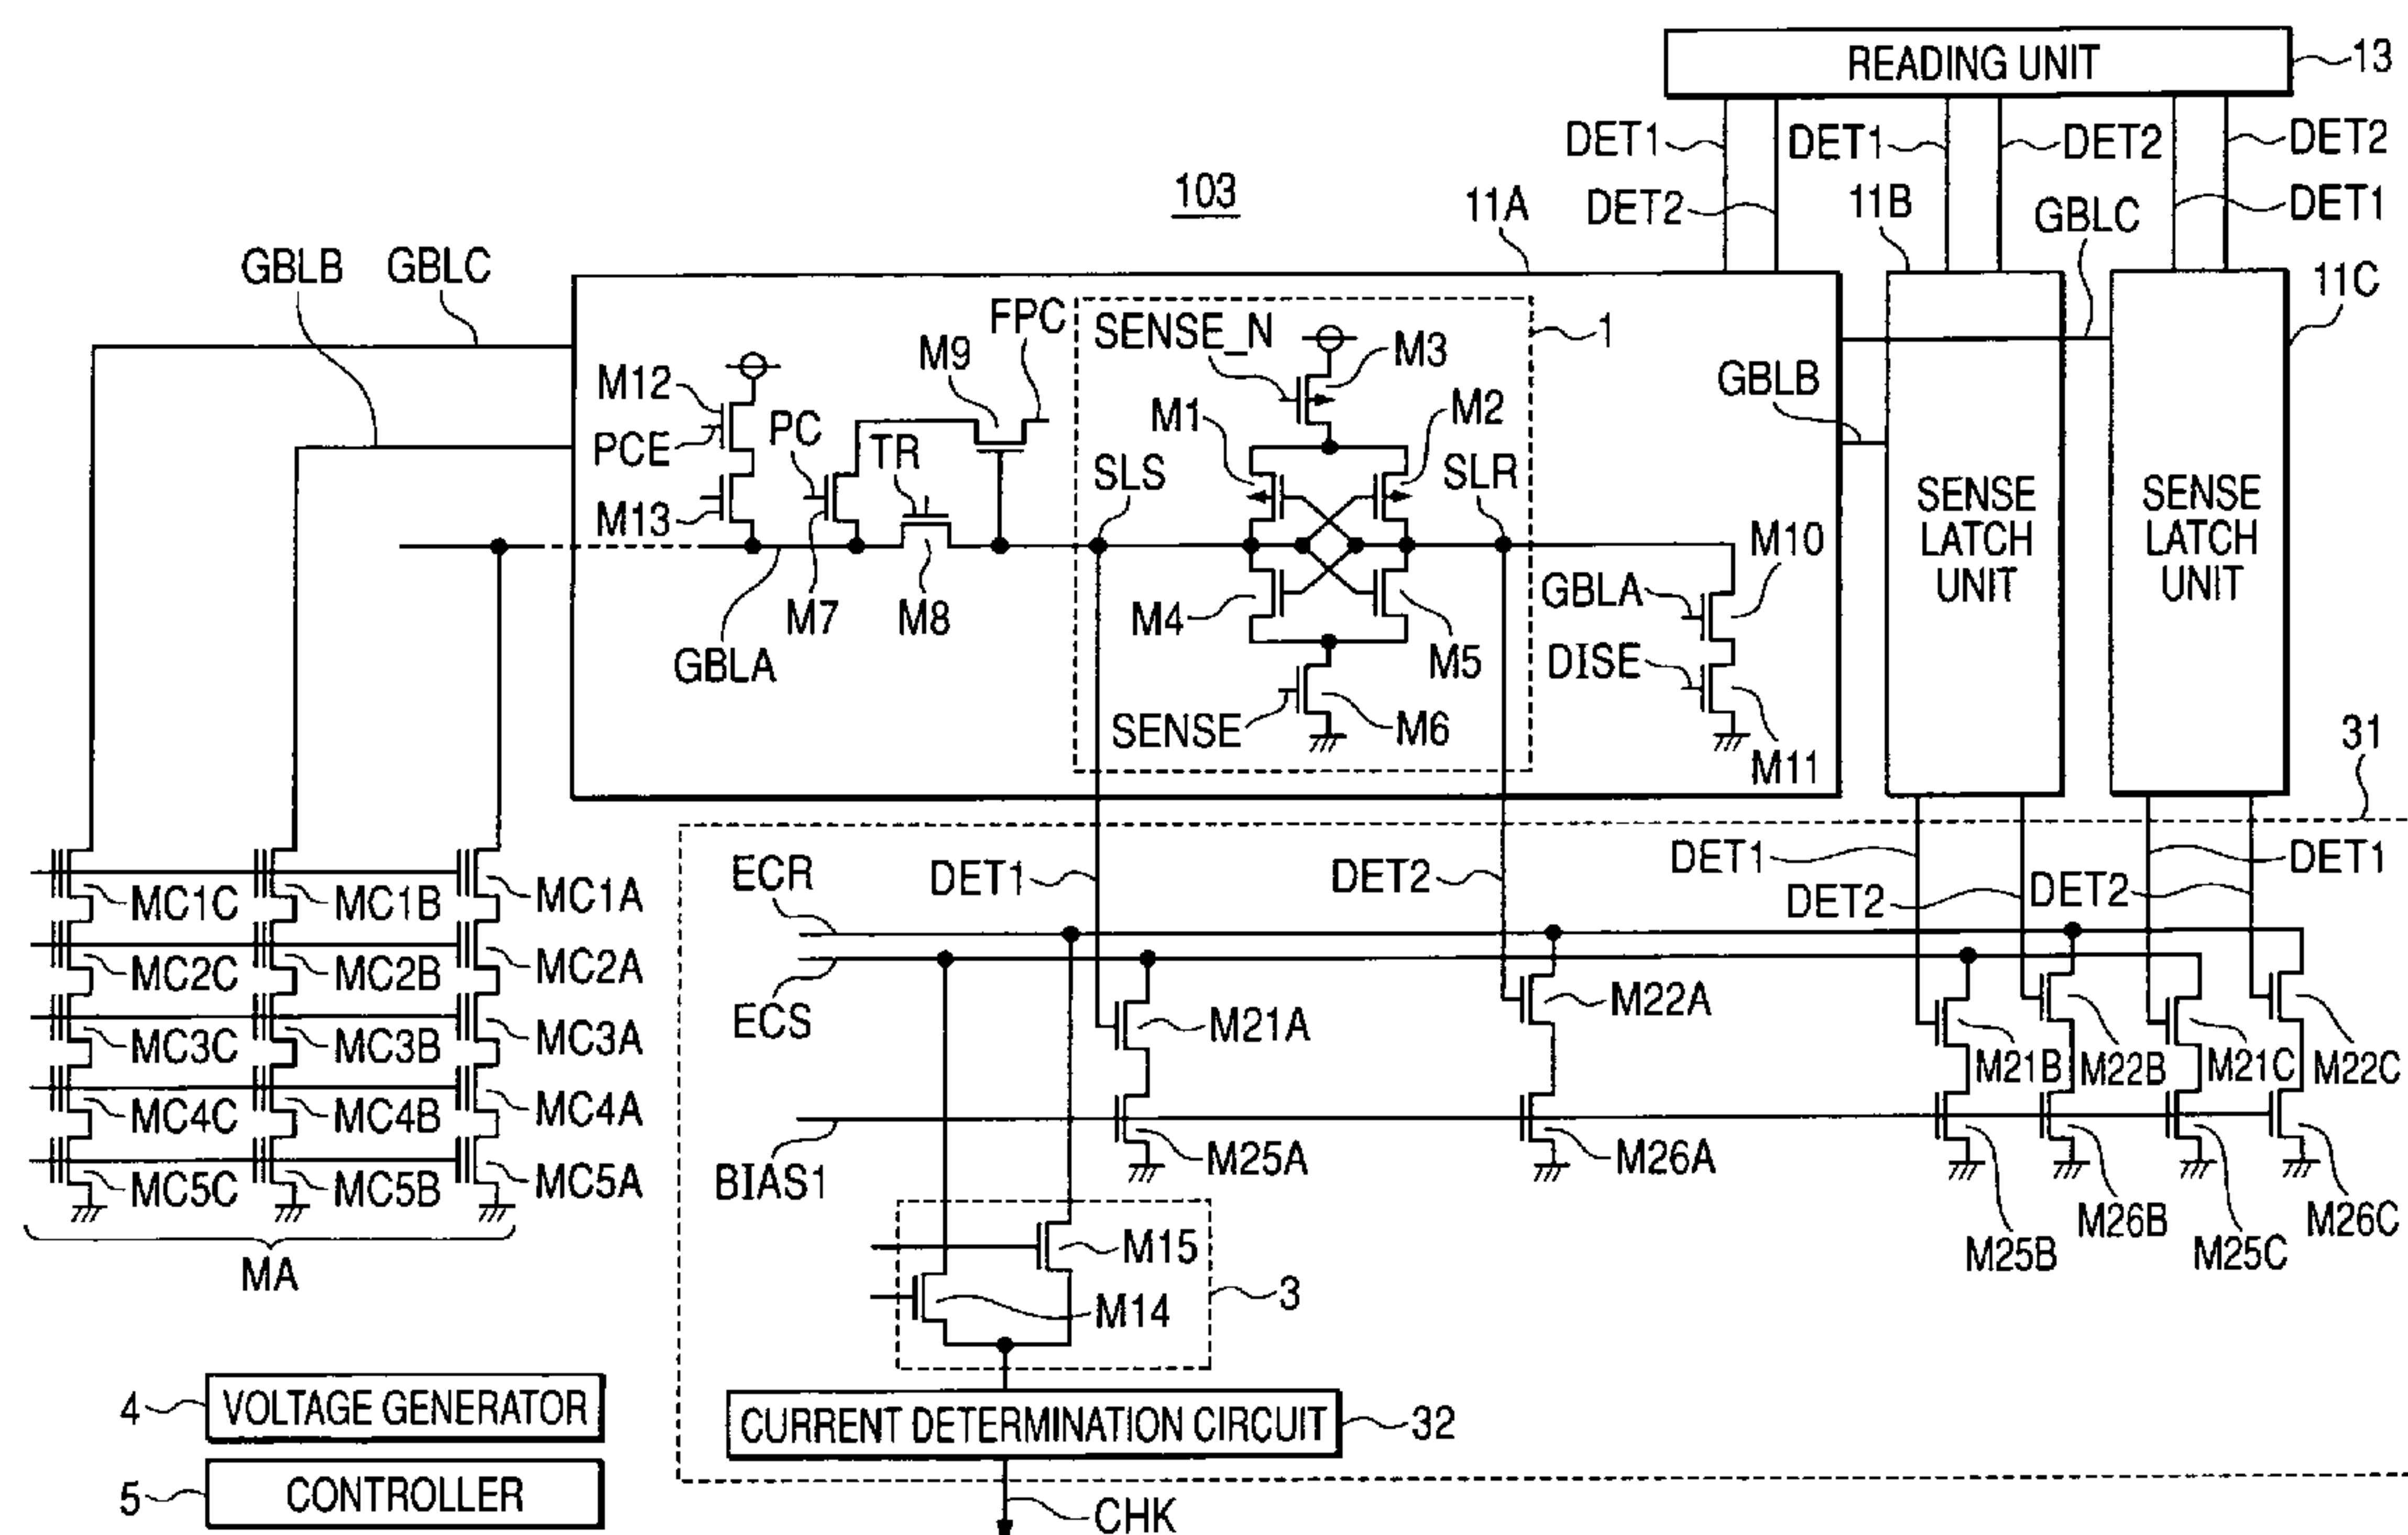 READING UNIT
13
DET1
DET1
DET2
DET2
103
11A
DET2
11B
GBLC
DET1
GBLB
GBLC
11C
FPC
SENSE_N
1
M9
M3
M12
GBLB
PC
M1
M2
PCE
TR
SLS
SLR
M13
SENSE
LATCH
UNIT
SENSE
LATCH
UNIT
M10
GBLA
M7
M8
M4
M5
GBLA
DISE
SENSE
M6
M11
31
DET1
DET1
ECR
DET1
DET2
DET2
DET2
MC1C
MC1B
MC1A
MC2C
MC2B
MC2A
ECS
M21A
M22A
MC3C
MC3B
MC3A
M21B
M22B
M21C
M22C
MC4C
MC4B
MC4A
BIAS1
M25A
M26A
MC5C
MC5B
MC5A
M25B
M26B
M25C
M26C
MA
M15
M14
3
4
VOLTAGE GENERATOR
CURRENT DETERMINATION CIRCUIT
32
5
CONTROLLER
CHK